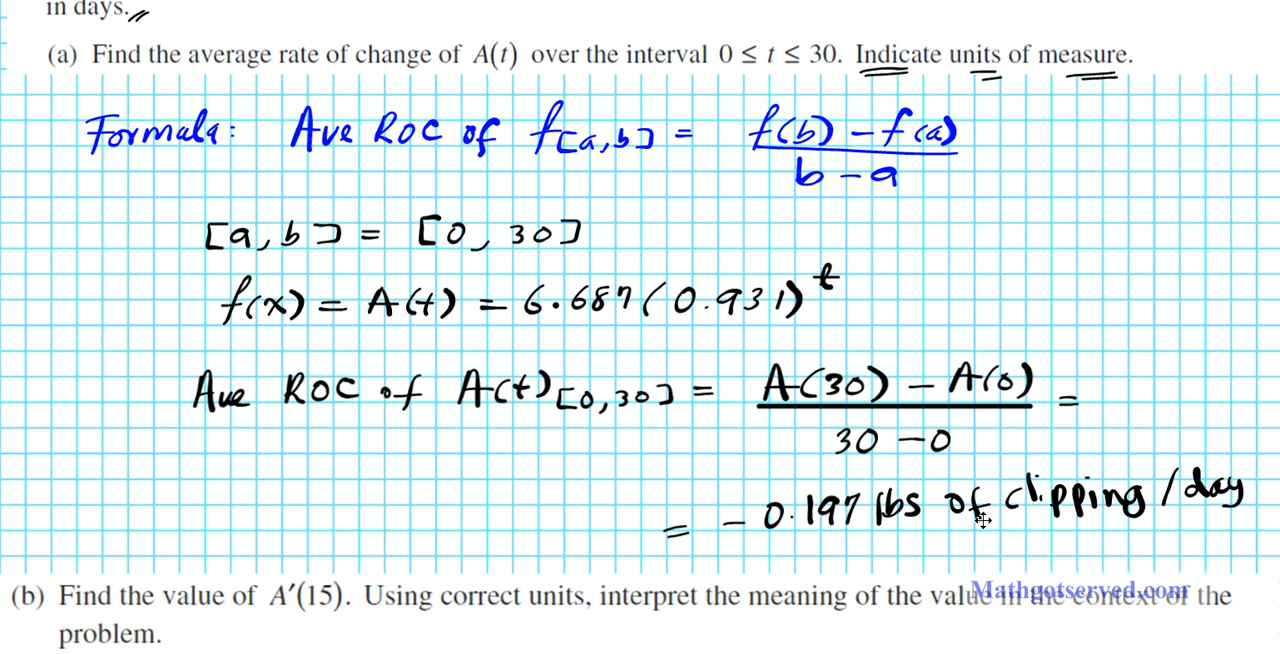 in days.
(a) Find the average rate of change of A(t) over the interval 0 ≤ t ≤ 30. Indicate units of measure.
Formula: Ave ROC of f[a,b] = f(b) - f(a) / b - a
[a,b] = [0, 30]
f(x) = A(t) = 6.687(0.931)^t
Ave ROC of A(t)[0,30] = A(30) - A(0) / 30 - 0 =
= - 0.197 lbs of clipping / day
(b) Find the value of A′(15). Using correct units, interpret the meaning of the value in the context of the
problem.
Mathgotserved.com